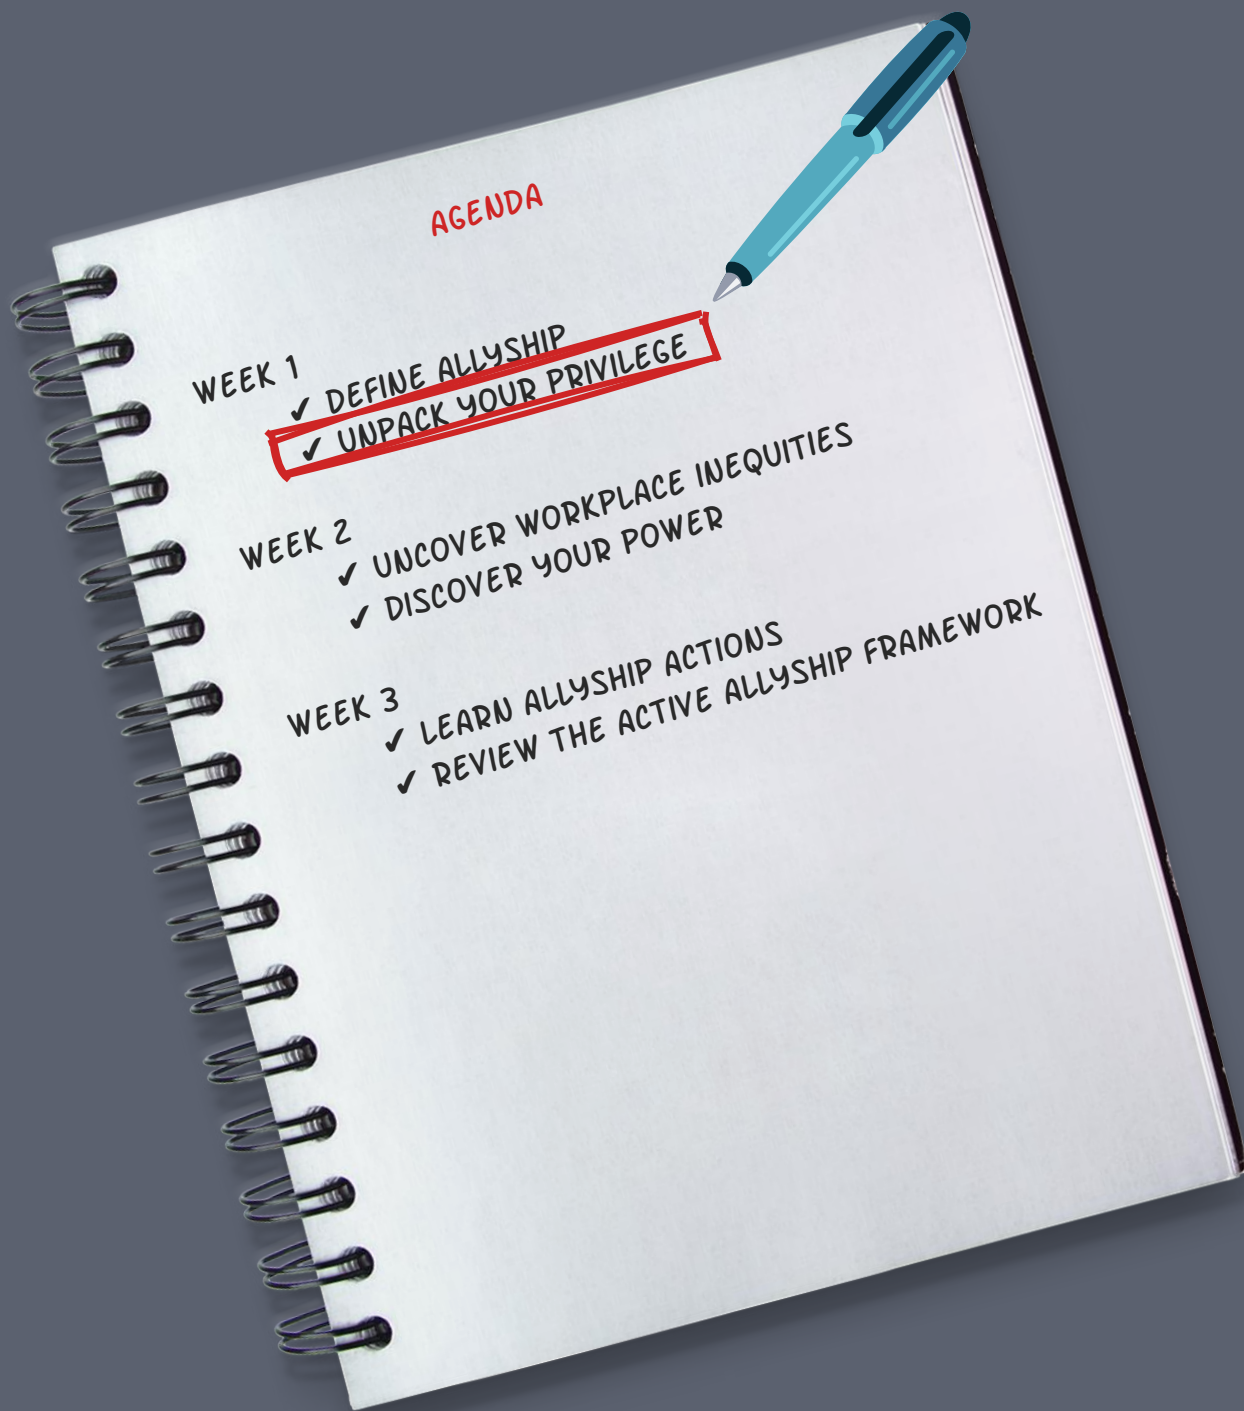 AGENDA
WEEK 1
✔ DEFINE ALLYSHIP
✔ UNPACK YOUR PRIVILEGE
WEEK 2
✔ UNCOVER WORKPLACE INEQUITIES
✔ DISCOVER YOUR POWER
WEEK 3
✔ LEARN ALLYSHIP ACTIONS
✔ REVIEW THE ACTIVE ALLYSHIP FRAMEWORK